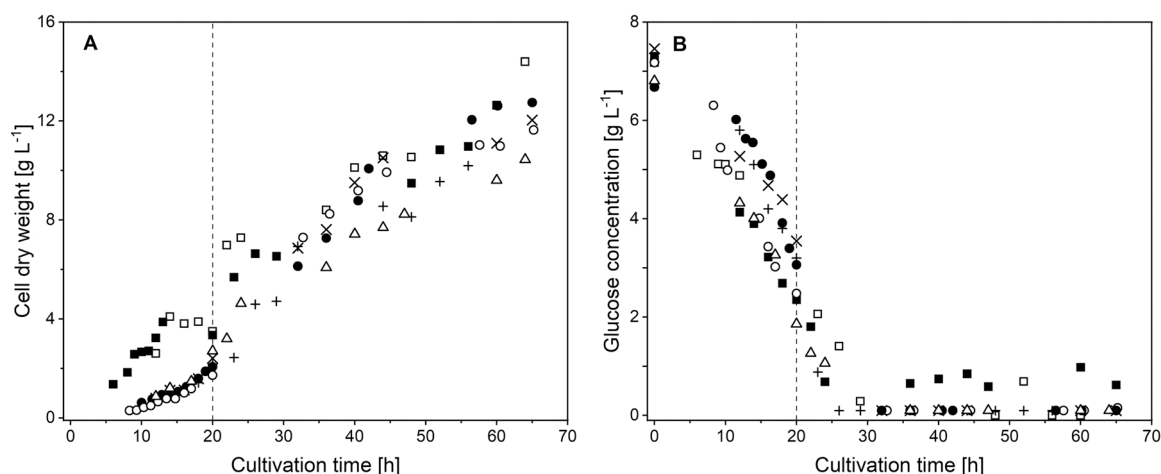 A
Cell dry weight [g L⁻¹]
16
12
8
4
0
0 10 20 30 40 50 60 70
Cultivation time [h]
B
Glucose concentration [g L⁻¹]
8
6
4
2
0
0 10 20 30 40 50 60 70
Cultivation time [h]